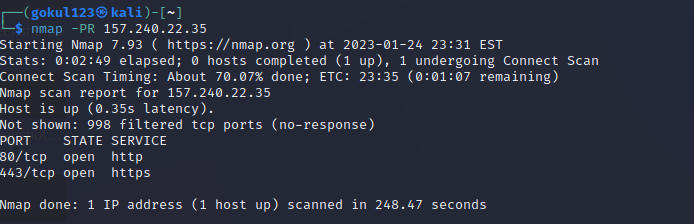 ┌──(gokul123㉿kali)-[~]
└─$ nmap -PR 157.240.22.35
Starting Nmap 7.93 ( https://nmap.org ) at 2023-01-24 23:31 EST
Stats: 0:02:49 elapsed; 0 hosts completed (1 up), 1 undergoing Connect Scan
Connect Scan Timing: About 70.07% done; ETC: 23:35 (0:01:07 remaining)
Nmap scan report for 157.240.22.35
Host is up (0.35s latency).
Not shown: 998 filtered tcp ports (no-response)
PORT    STATE SERVICE
80/tcp  open  http
443/tcp open  https
Nmap done: 1 IP address (1 host up) scanned in 248.47 seconds